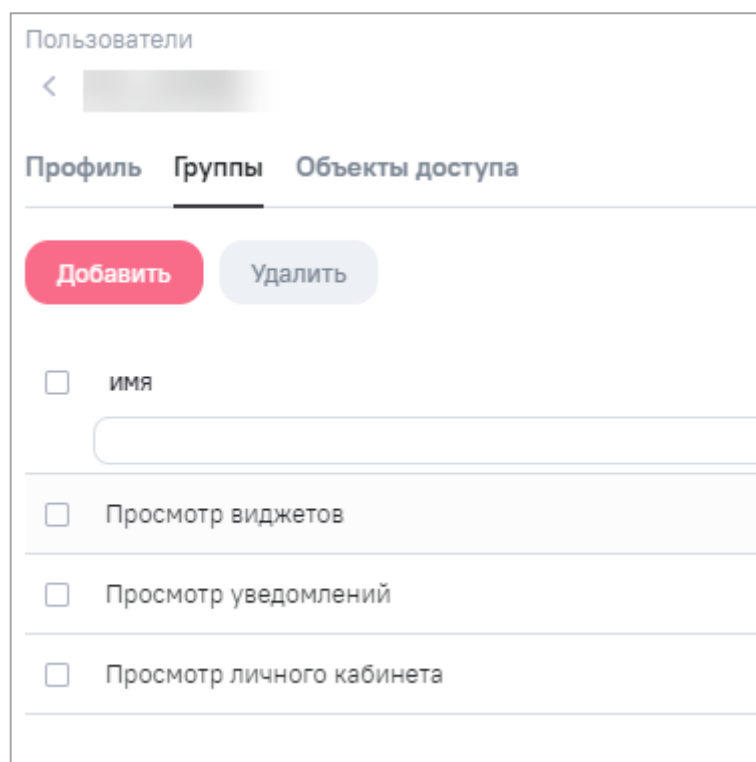 Пользователи
Профиль Группы Объекты доступа
Добавить Удалить
имя
Просмотр виджетов
Просмотр уведомлений
Просмотр личного кабинета